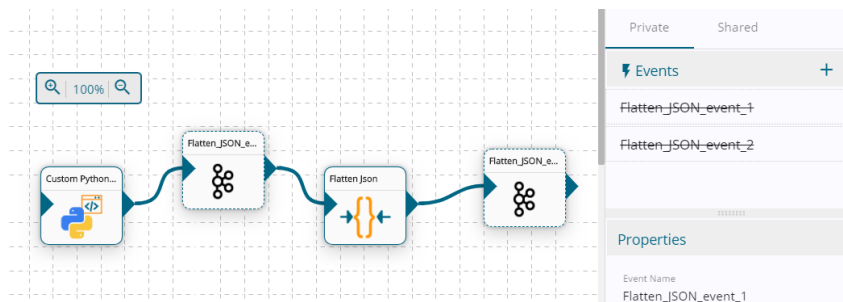 Private Shared
Events +
Flatten_JSON_event_1
Flatten_JSON_event_2
100%
Custom Python...
</>
Flatten_JSON_e...
Flatten Json
{}
Flatten_JSON_e...
Properties
Event Name
Flatten_JSON_event_1